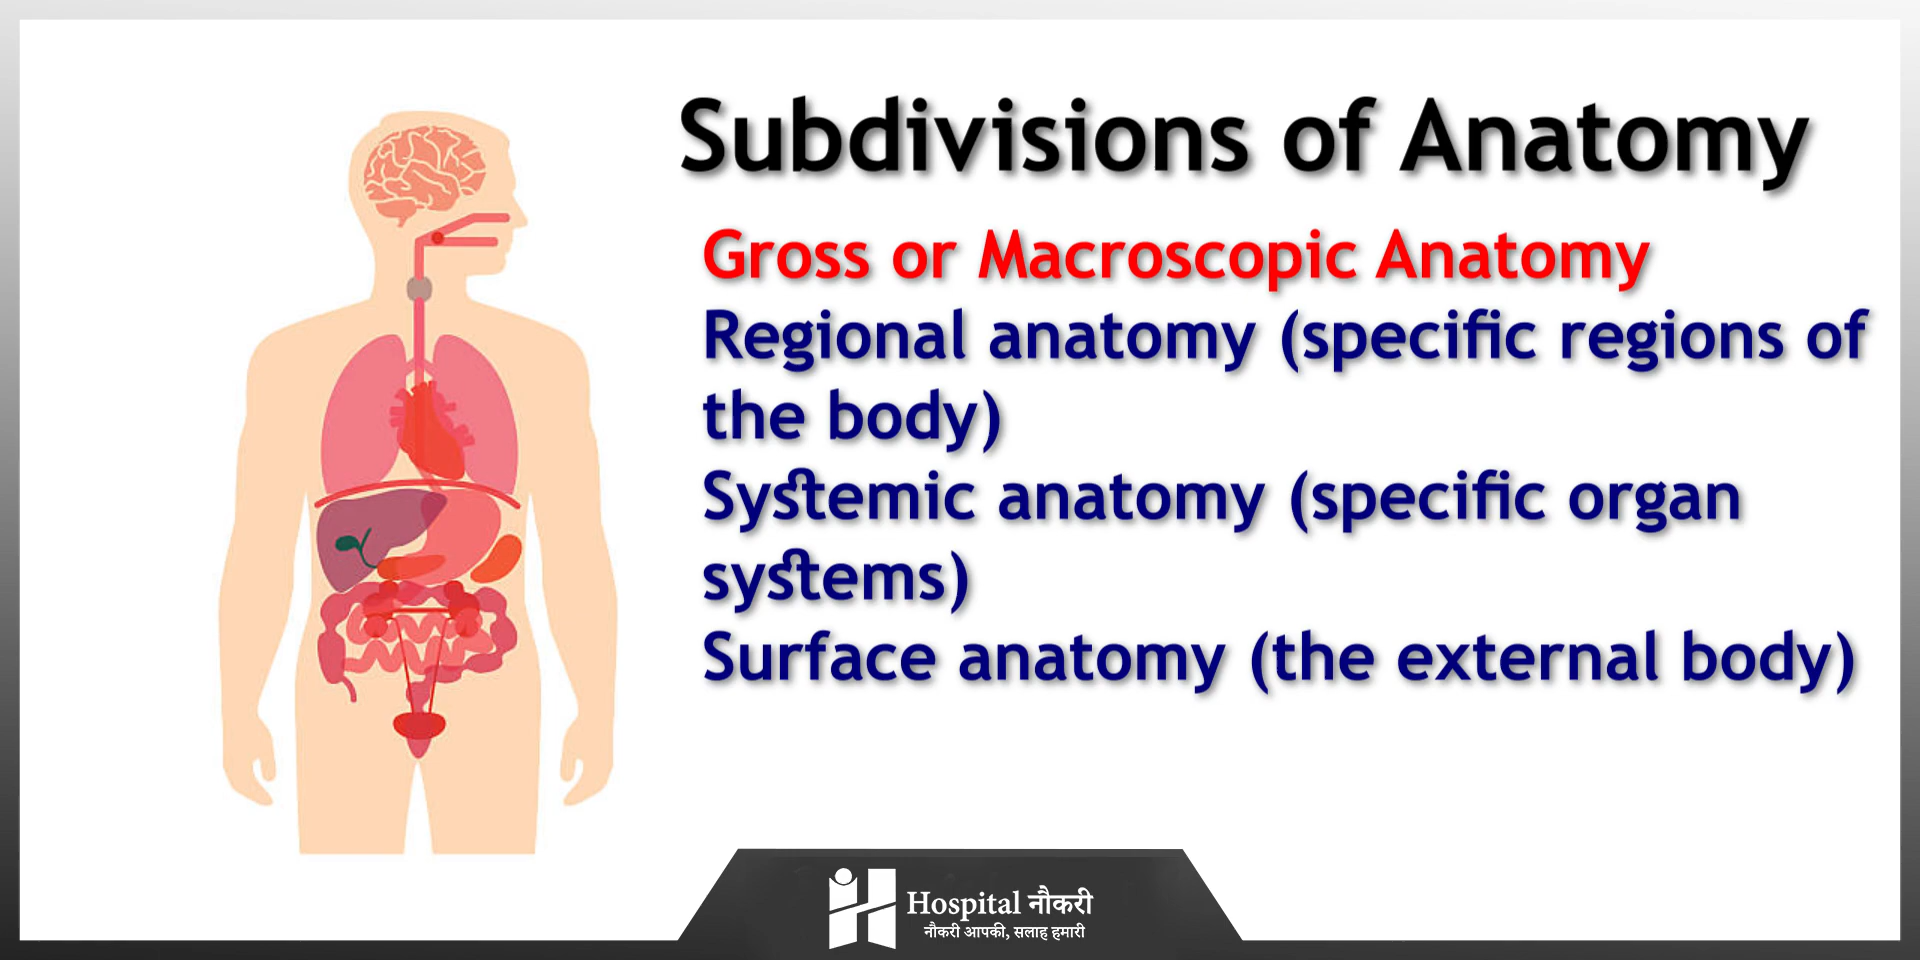 Subdivisions of Anatomy
Gross or Macroscopic Anatomy
Regional anatomy (specific regions of
the body)
Systemic anatomy (specific organ
systems)
Surface anatomy (the external body)
Hospital नौकरी
नौकरी आपकी, सलाह हमारी